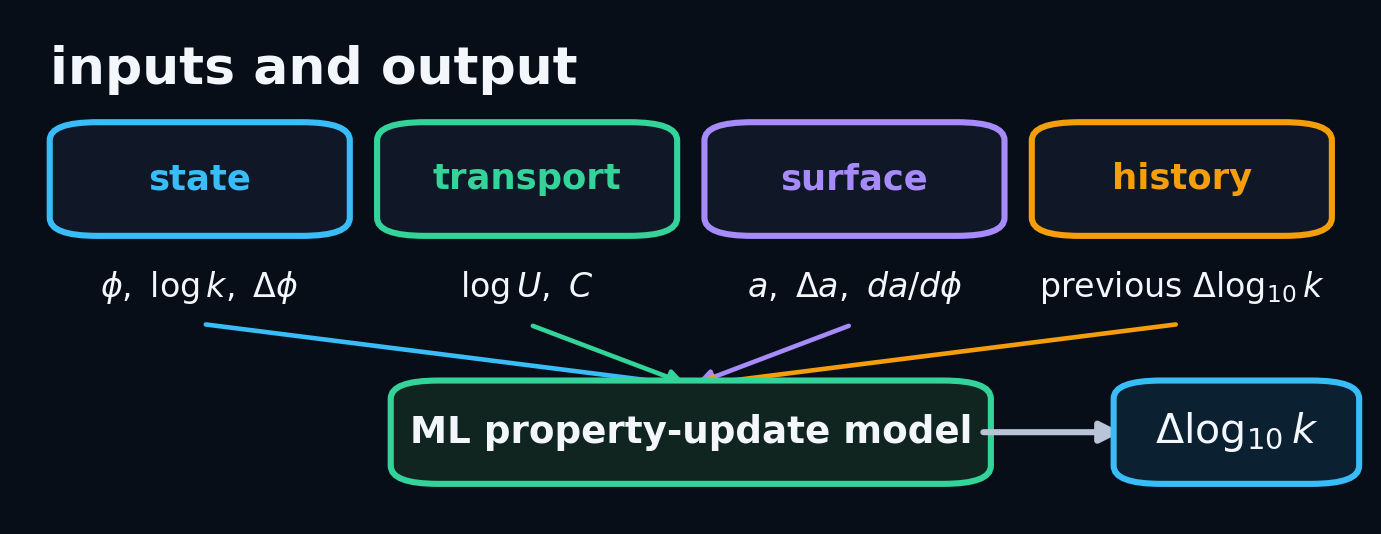 inputs and output
state
transport
surface
history
ϕ, log k, Δϕ
log U, C
a, Δa, da/dϕ
previous Δlog₁₀ k
ML property-update model
Δlog₁₀ k